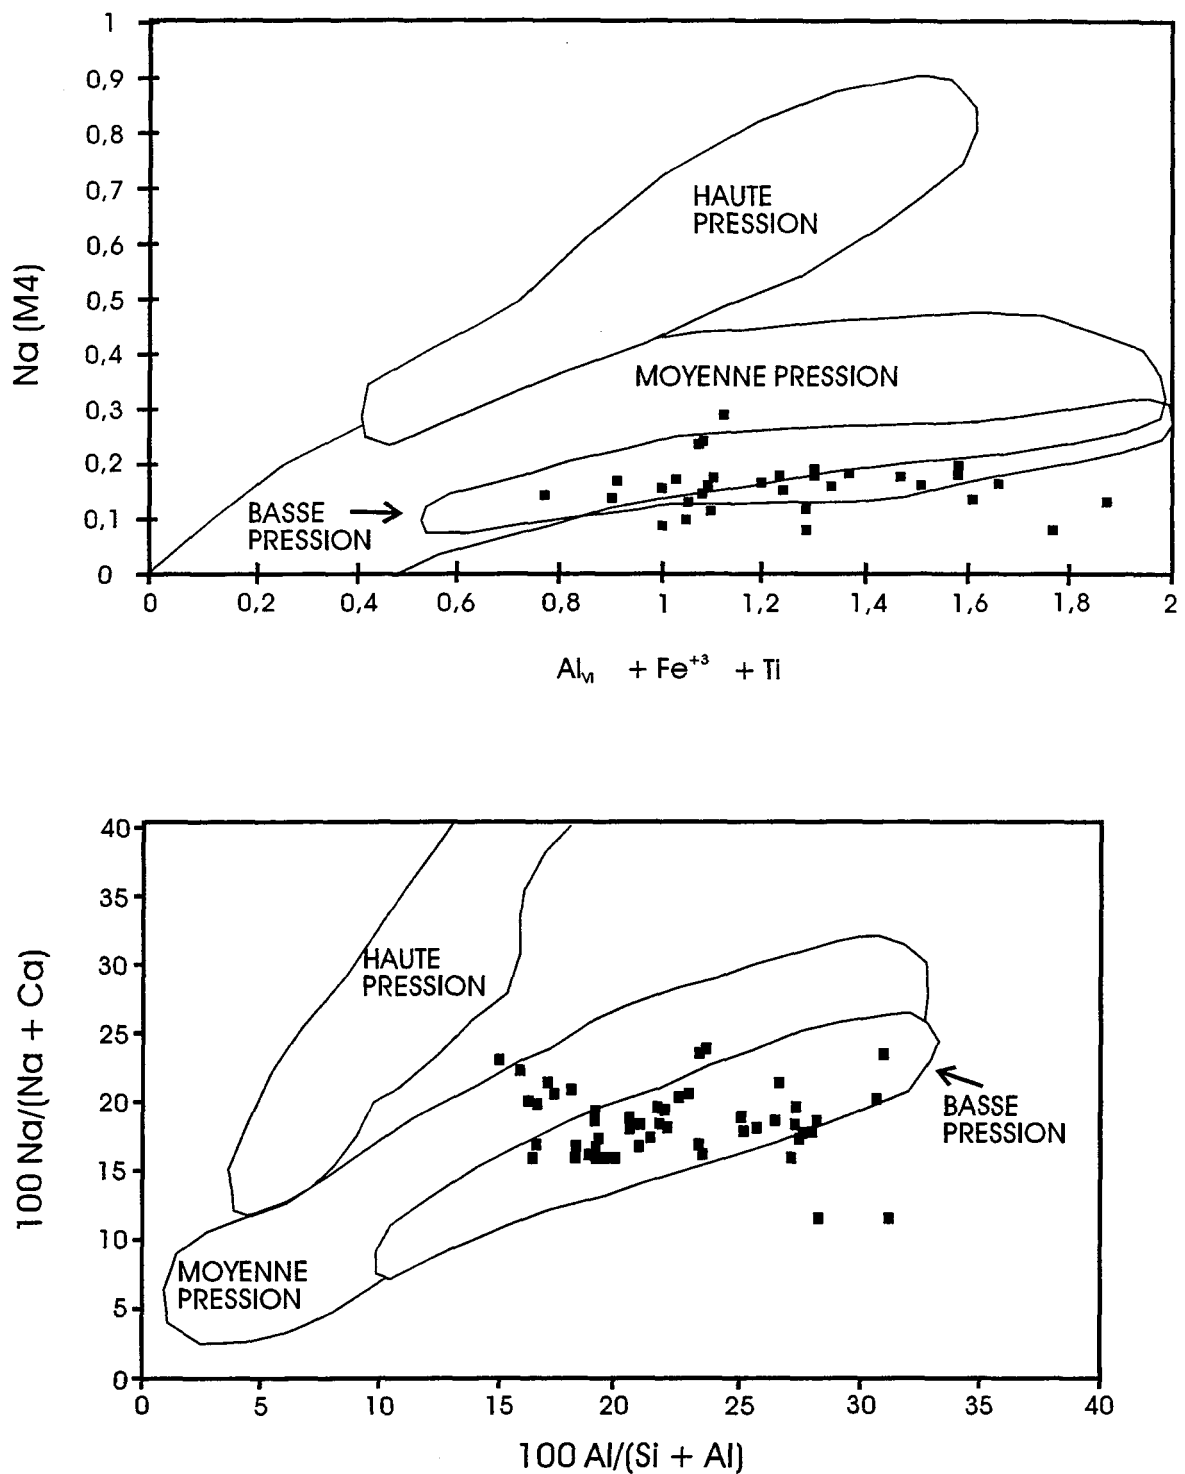 1
0,9
0,8
0,7
0,6
0,5
0,4
0,3
0,2
0,1
0
Na (M4)
HAUTE
PRESSION
MOYENNE PRESSION
BASSE
PRESSION
0 0,2 0,4 0,6 0,8 1 1,2 1,4 1,6 1,8 2
Al_VI + Fe^+3 + Ti
40
35
30
25
20
15
10
5
0
100 Na/(Na + Ca)
HAUTE
PRESSION
BASSE
PRESSION
MOYENNE
PRESSION
0 5 10 15 20 25 30 35 40
100 Al/(Si + Al)